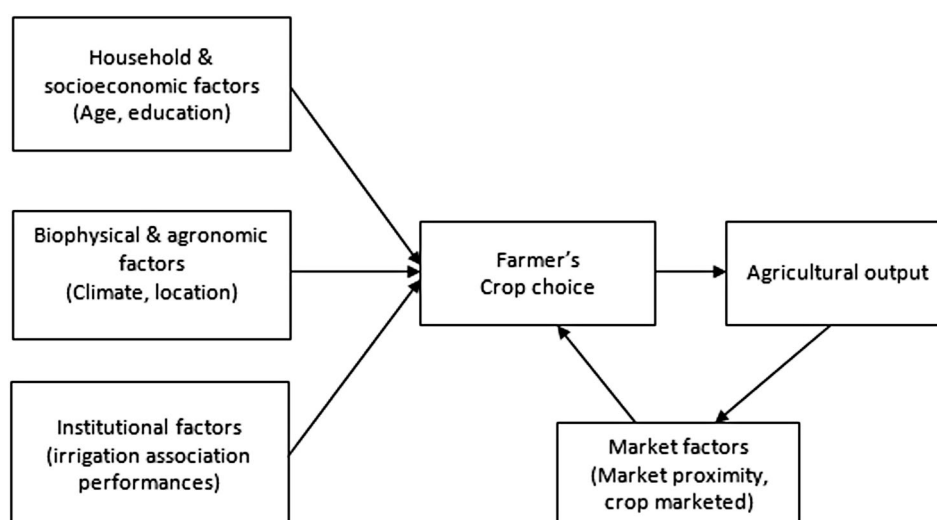 Household &
socioeconomic factors
(Age, education)
Biophysical & agronomic
factors
(Climate, location)
Institutional factors
(irrigation association
performances)
Farmer's
Crop choice
Agricultural output
Market factors
(Market proximity,
crop marketed)